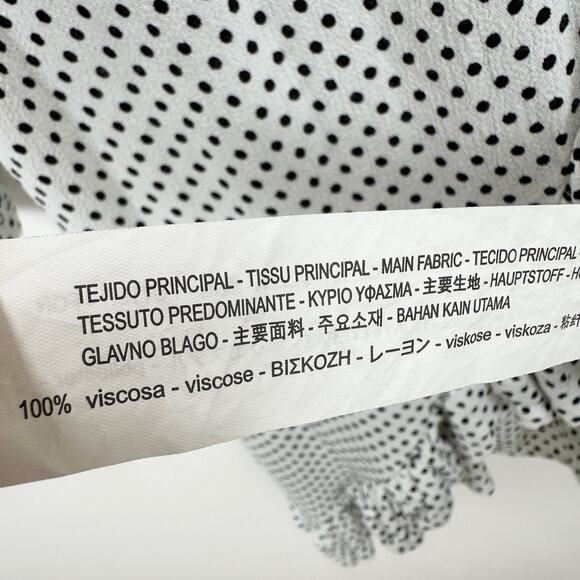 TEJIDO PRINCIPAL - TISSU PRINCIPAL - MAIN FABRIC - TECIDO PRINCIPAL -
TESSUTO PREDOMINANTE - ΚΥΡΙΟ ΥΦΑΣΜΑ - 主要生地 - HAUPTSTOFF -
GLAVNO BLAGO - 主要面料 - 주요소재 - BAHAN KAIN UTAMA
100% viscosa - viscose - ΒΙΣΚΟΖΗ - レーヨン - viskose - viskoza -